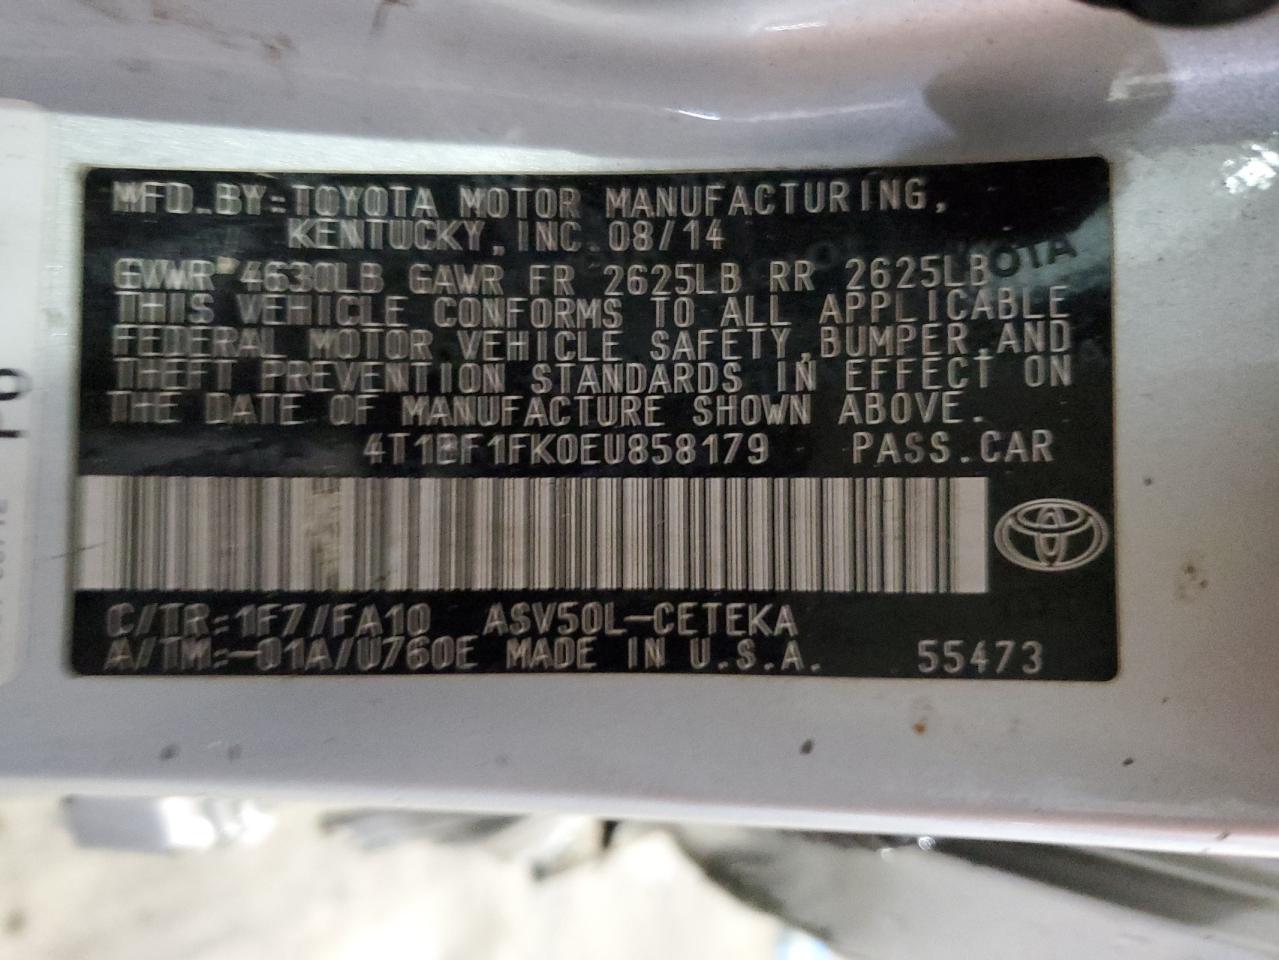 MFD. BY: TOYOTA MOTOR MANUFACTURING,
KENTUCKY, INC. 08/14
GVWR 4630LB GAWR FR 2625LB RR 2625LB
THIS VEHICLE CONFORMS TO ALL APPLICABLE
FEDERAL MOTOR VEHICLE SAFETY, BUMPER, AND
THEFT PREVENTION STANDARDS IN EFFECT ON
THE DATE OF MANUFACTURE SHOWN ABOVE.
4T1BF1FK0EU858179 PASS. CAR
C/TR: 1F7//FA10 ASV50L-CETEKA
A/TM:-01A/U760E MADE IN U.S.A. 55473